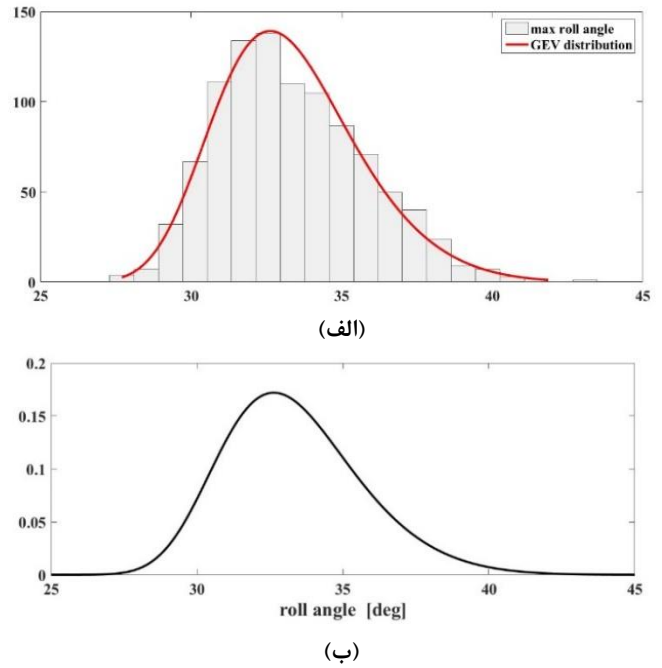 150
max roll angle
GEV distribution
100
50
0
25 30 35 40 45
(الف)
0.2
0.15
0.1
0.05
0
25 30 35 40 45
roll angle [deg]
(ب)